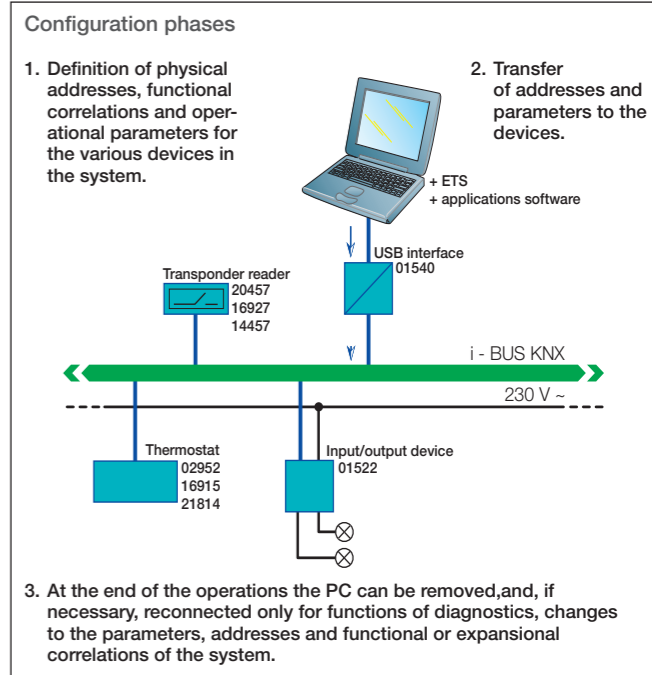 Configuration phases
1. Definition of physical
addresses, functional
correlations and oper-
ational parameters for
the various devices in
the system.
2. Transfer
of addresses and
parameters to the
devices.
+ ETS
+ applications software
USB interface
01540
Transponder reader
20457
16927
14457
i - BUS KNX
230 V ~
Thermostat
02952
16915
21814
Input/output device
01522
3. At the end of the operations the PC can be removed,and, if
necessary, reconnected only for functions of diagnostics, changes
to the parameters, addresses and functional or expansional
correlations of the system.